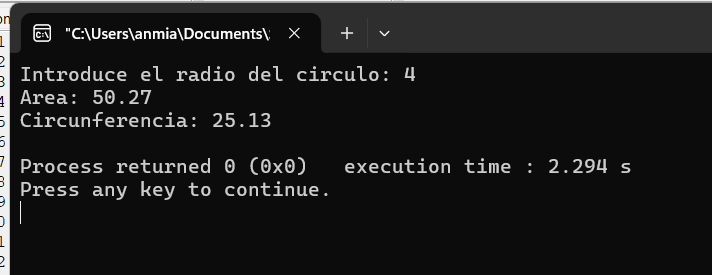 "C:\Users\anmia\Documents\
Introduce el radio del circulo: 4
Area: 50.27
Circunferencia: 25.13
Process returned 0 (0x0)   execution time : 2.294 s
Press any key to continue.